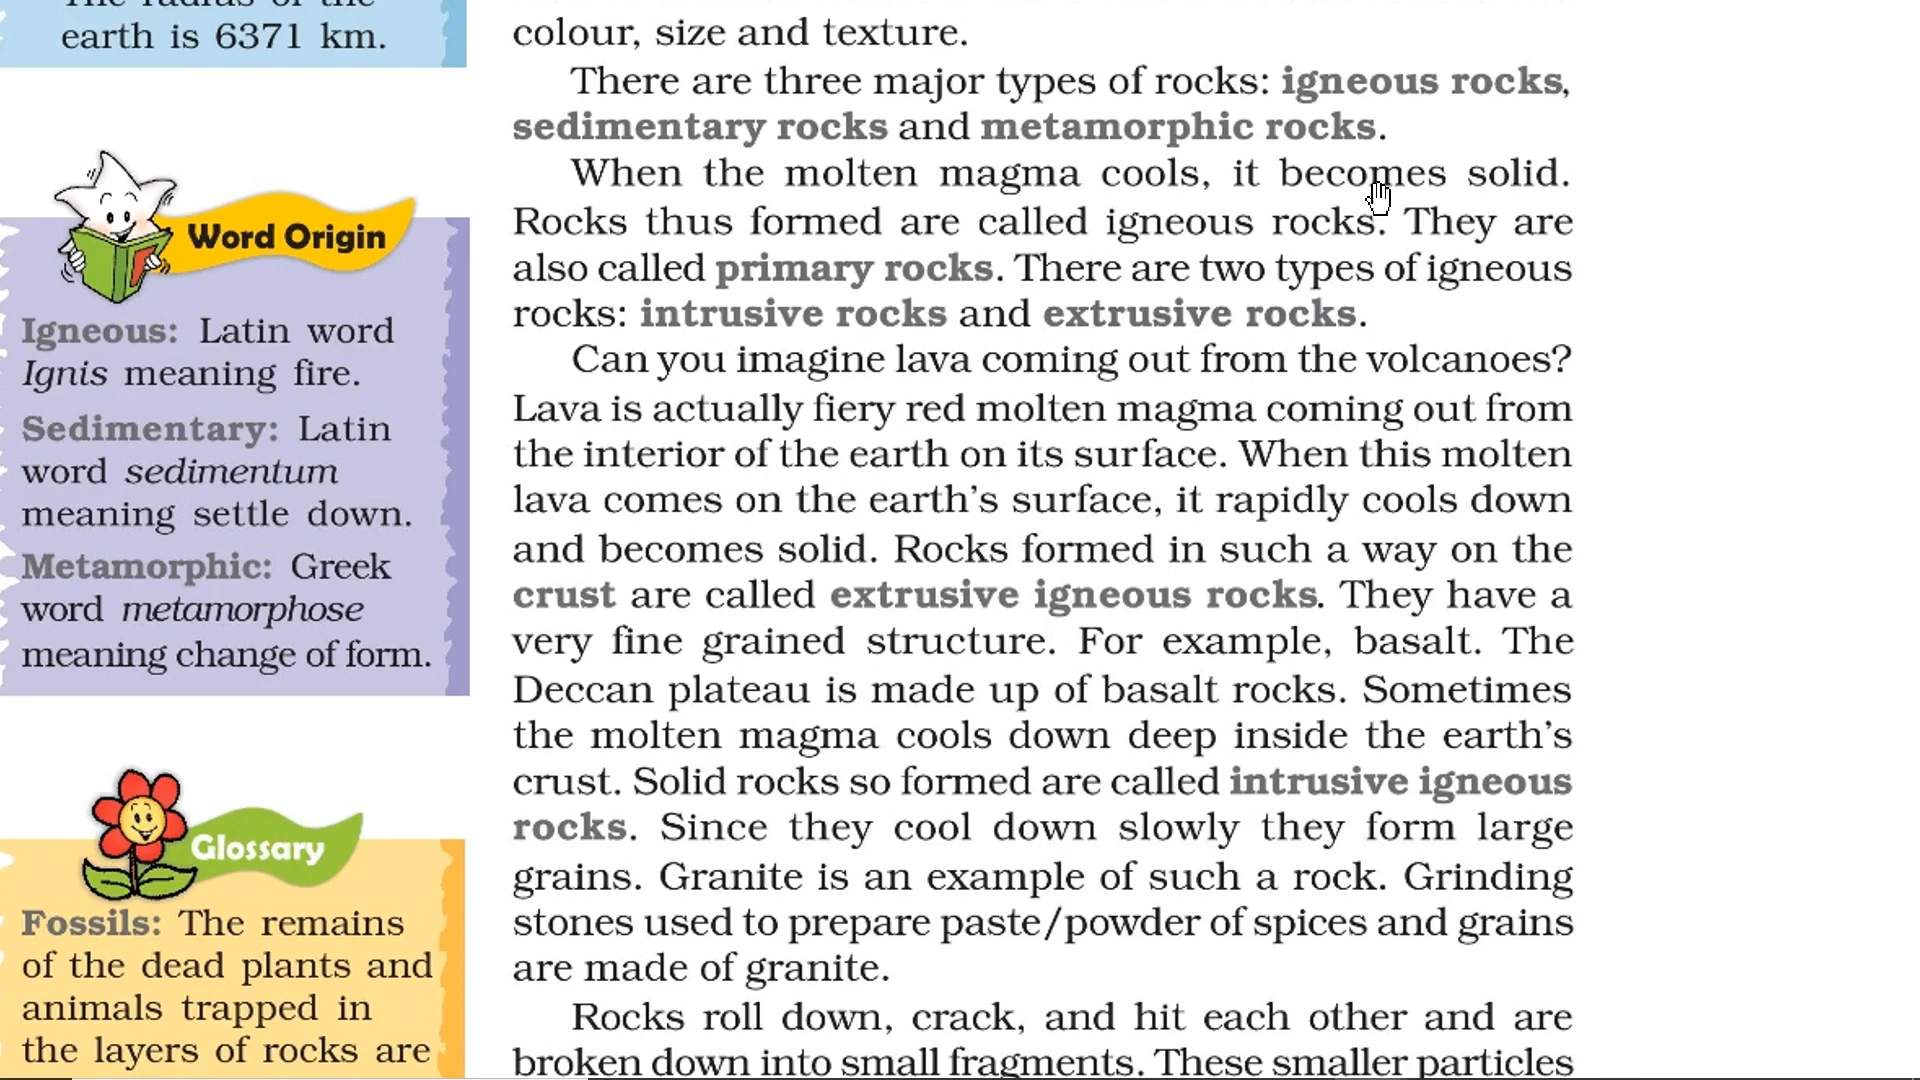 The radius of the
earth is 6371 km.
Word Origin
Igneous: Latin word
Ignis meaning fire.
Sedimentary: Latin
word sedimentum
meaning settle down.
Metamorphic: Greek
word metamorphose
meaning change of form.
Glossary
Fossils: The remains
of the dead plants and
animals trapped in
the layers of rocks are
colour, size and texture.
There are three major types of rocks: igneous rocks,
sedimentary rocks and metamorphic rocks.
When the molten magma cools, it becomes solid.
Rocks thus formed are called igneous rocks. They are
also called primary rocks. There are two types of igneous
rocks: intrusive rocks and extrusive rocks.
Can you imagine lava coming out from the volcanoes?
Lava is actually fiery red molten magma coming out from
the interior of the earth on its surface. When this molten
lava comes on the earth's surface, it rapidly cools down
and becomes solid. Rocks formed in such a way on the
crust are called extrusive igneous rocks. They have a
very fine grained structure. For example, basalt. The
Deccan plateau is made up of basalt rocks. Sometimes
the molten magma cools down deep inside the earth's
crust. Solid rocks so formed are called intrusive igneous
rocks. Since they cool down slowly they form large
grains. Granite is an example of such a rock. Grinding
stones used to prepare paste/powder of spices and grains
are made of granite.
Rocks roll down, crack, and hit each other and are
broken down into small fragments. These smaller particles